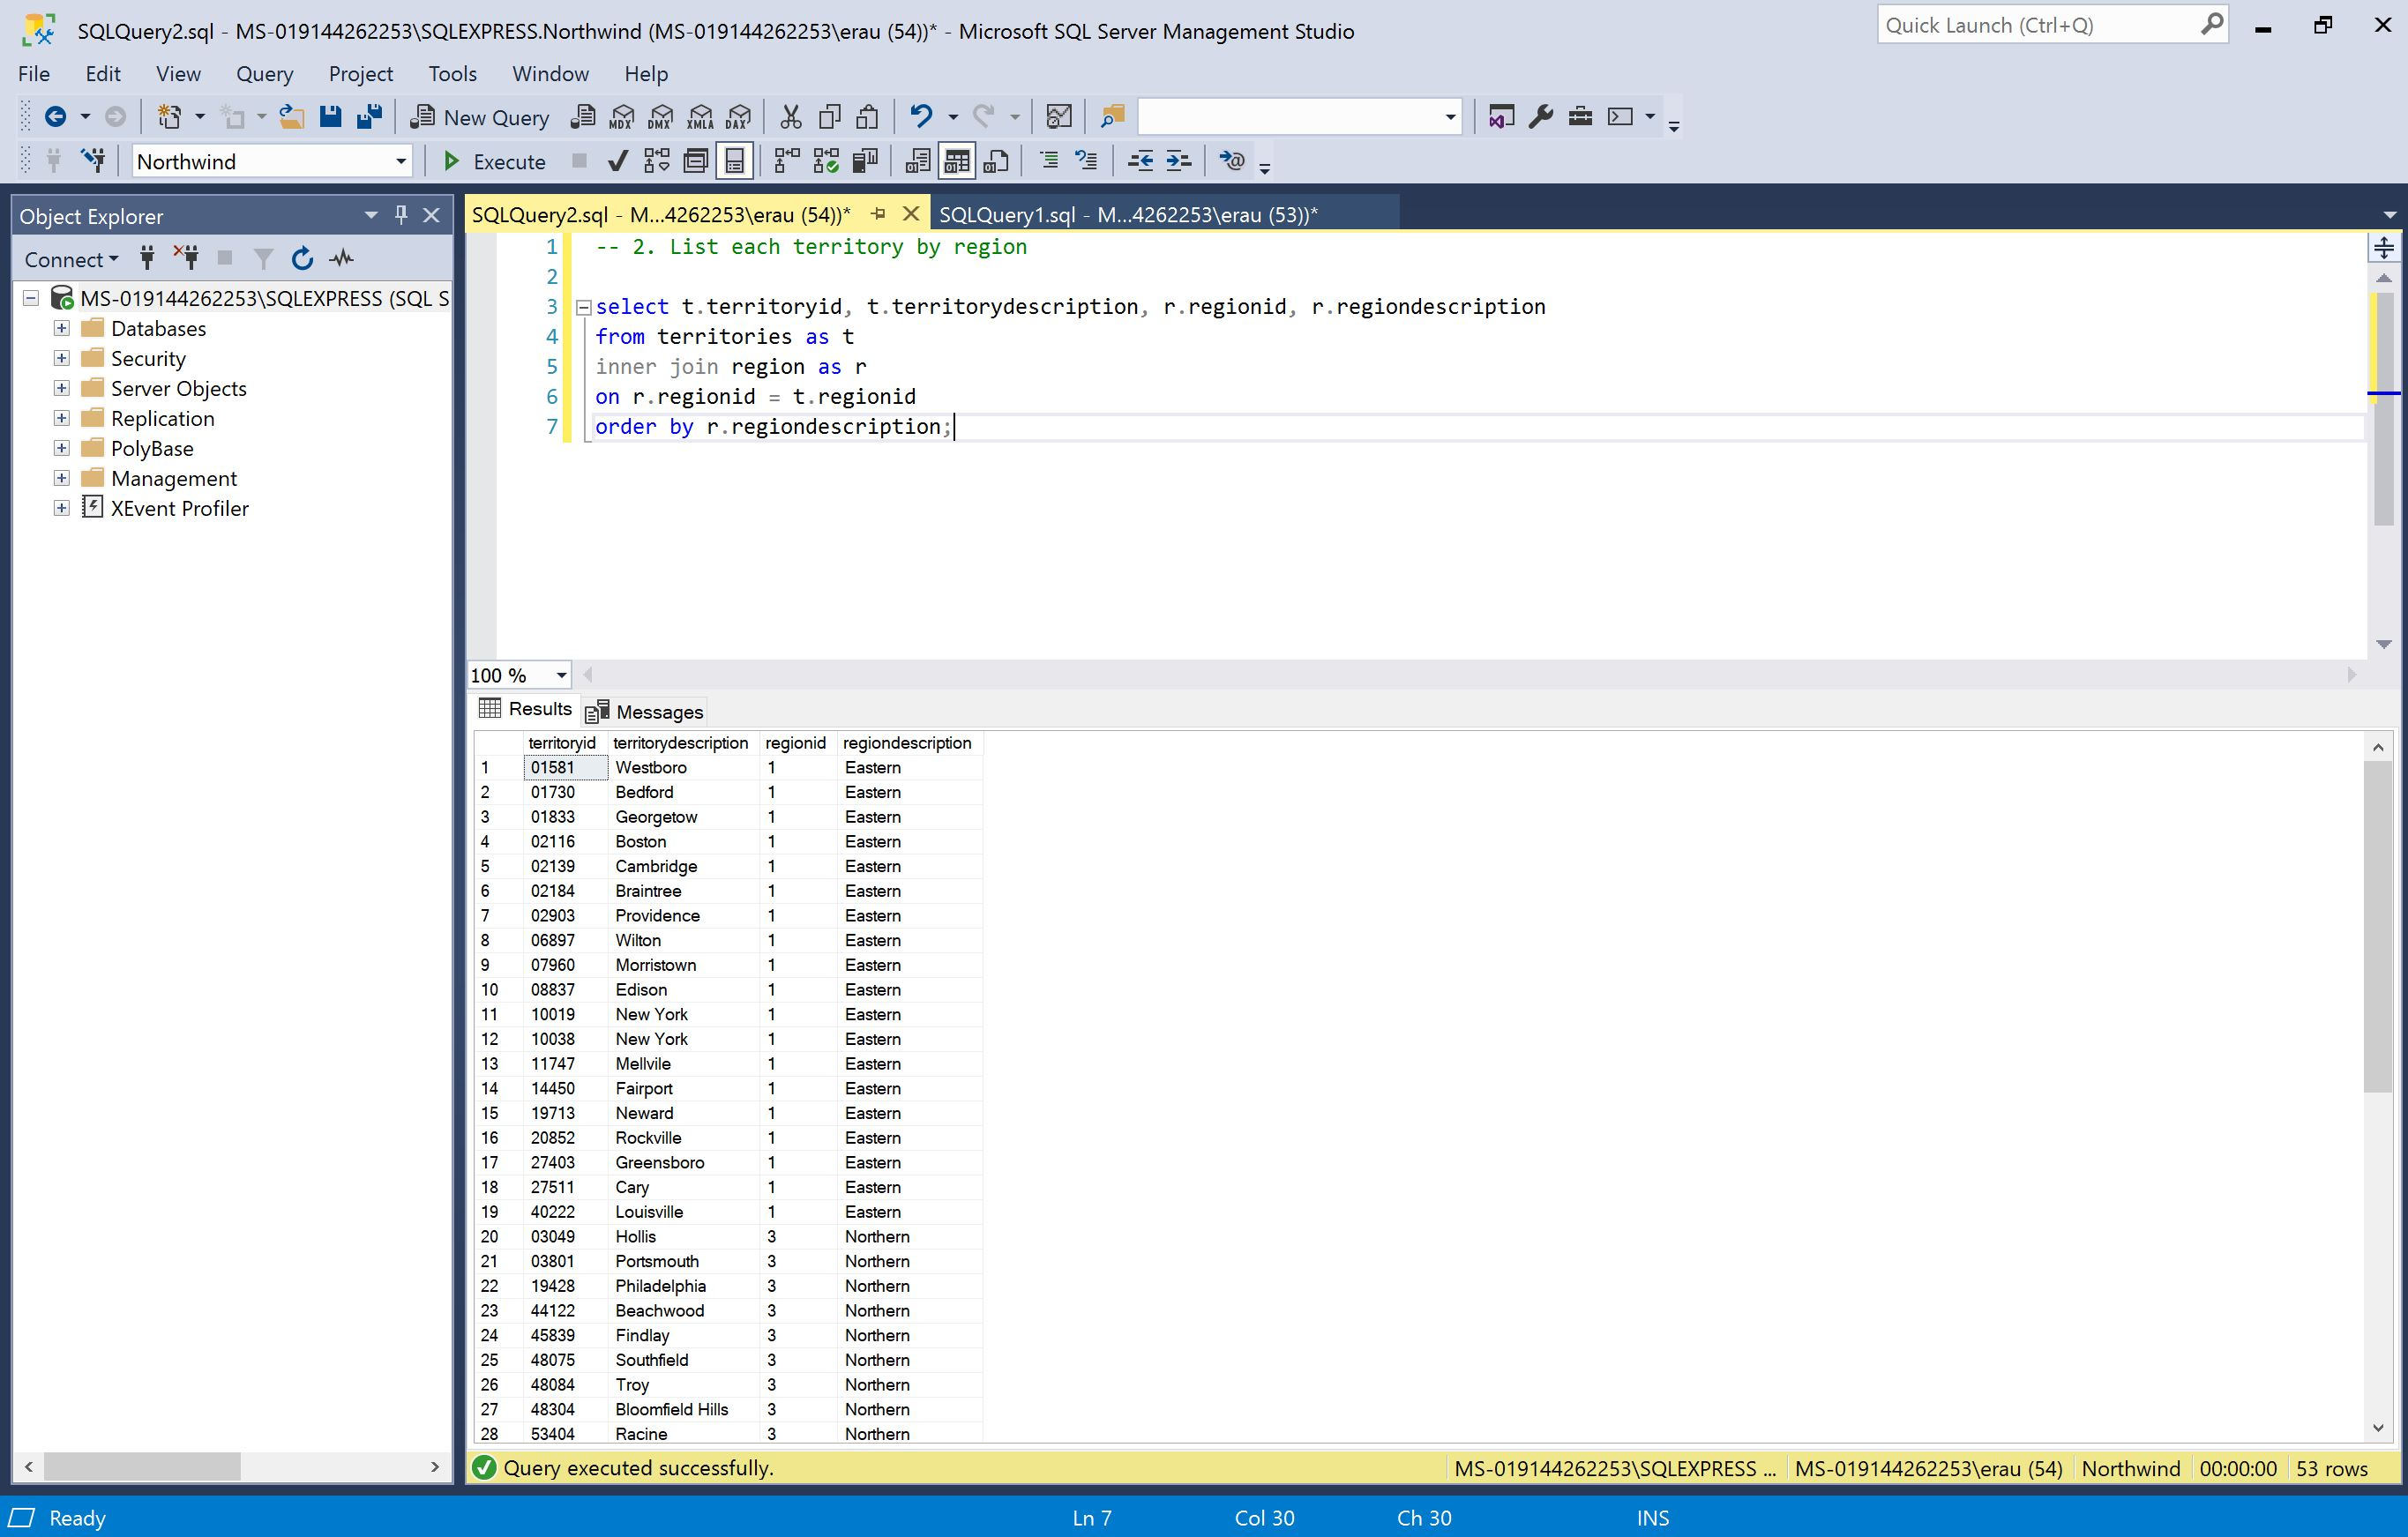 SQLQuery2.sql - MS-019144262253\SQLEXPRESS.Northwind (MS-019144262253\erau (54))* - Microsoft SQL Server Management Studio
Quick Launch (Ctrl+Q)
File Edit View Query Project Tools Window Help
New Query MDX DMX XMLA DAX
Northwind Execute
Object Explorer
Connect
MS-019144262253\SQLEXPRESS (SQL S
Databases
Security
Server Objects
Replication
PolyBase
Management
XEvent Profiler
SQLQuery2.sql - M...4262253\erau (54))* SQLQuery1.sql - M...4262253\erau (53))*
1 -- 2. List each territory by region
2
3 select t.territoryid, t.territorydescription, r.regionid, r.regiondescription
4 from territories as t
5 inner join region as r
6 on r.regionid = t.regionid
7 order by r.regiondescription;
100 %
Results Messages
territoryid territorydescription regionid regiondescription
1 01581 Westboro 1 Eastern
2 01730 Bedford 1 Eastern
3 01833 Georgetow 1 Eastern
4 02116 Boston 1 Eastern
5 02139 Cambridge 1 Eastern
6 02184 Braintree 1 Eastern
7 02903 Providence 1 Eastern
8 06897 Wilton 1 Eastern
9 07960 Morristown 1 Eastern
10 08837 Edison 1 Eastern
11 10019 New York 1 Eastern
12 10038 New York 1 Eastern
13 11747 Mellvile 1 Eastern
14 14450 Fairport 1 Eastern
15 19713 Neward 1 Eastern
16 20852 Rockville 1 Eastern
17 27403 Greensboro 1 Eastern
18 27511 Cary 1 Eastern
19 40222 Louisville 1 Eastern
20 03049 Hollis 3 Northern
21 03801 Portsmouth 3 Northern
22 19428 Philadelphia 3 Northern
23 44122 Beachwood 3 Northern
24 45839 Findlay 3 Northern
25 48075 Southfield 3 Northern
26 48084 Troy 3 Northern
27 48304 Bloomfield Hills 3 Northern
28 53404 Racine 3 Northern
Query executed successfully. MS-019144262253\SQLEXPRESS ... MS-019144262253\erau (54) Northwind 00:00:00 53 rows
Ready Ln 7 Col 30 Ch 30 INS